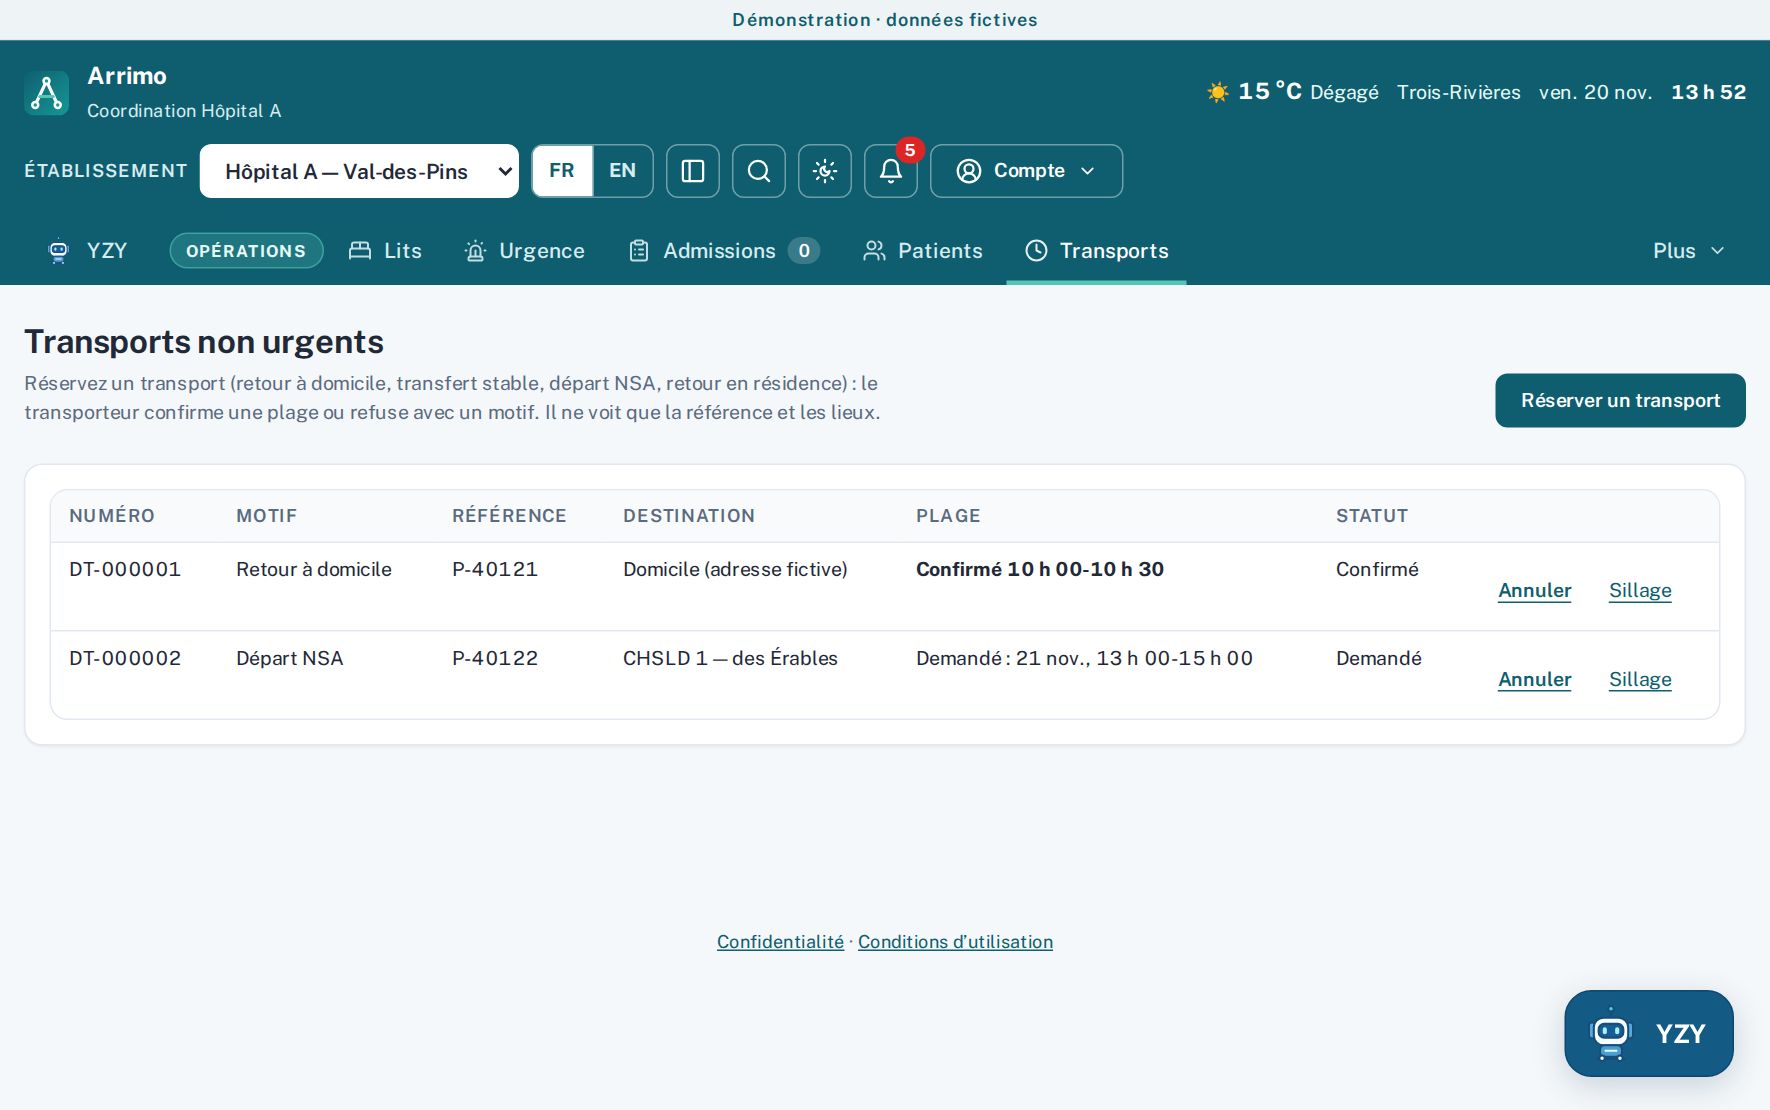 Démonstration · données fictives
Arrimo
Coordination Hôpital A
☀️ 15 °C Dégagé Trois-Rivières ven. 20 nov. 13 h 52
ÉTABLISSEMENT Hôpital A — Val-des-Pins FR EN 5 Compte
YZY OPÉRATIONS Lits Urgence Admissions 0 Patients Transports Plus
Transports non urgents
Réservez un transport (retour à domicile, transfert stable, départ NSA, retour en résidence) : le
transporteur confirme une plage ou refuse avec un motif. Il ne voit que la référence et les lieux.
Réserver un transport
NUMÉRO MOTIF RÉFÉRENCE DESTINATION PLAGE STATUT
DT-000001 Retour à domicile P-40121 Domicile (adresse fictive) Confirmé 10 h 00-10 h 30 Confirmé
Annuler Sillage
DT-000002 Départ NSA P-40122 CHSLD 1 — des Érables Demandé : 21 nov., 13 h 00-15 h 00 Demandé
Annuler Sillage
Confidentialité · Conditions d’utilisation
YZY